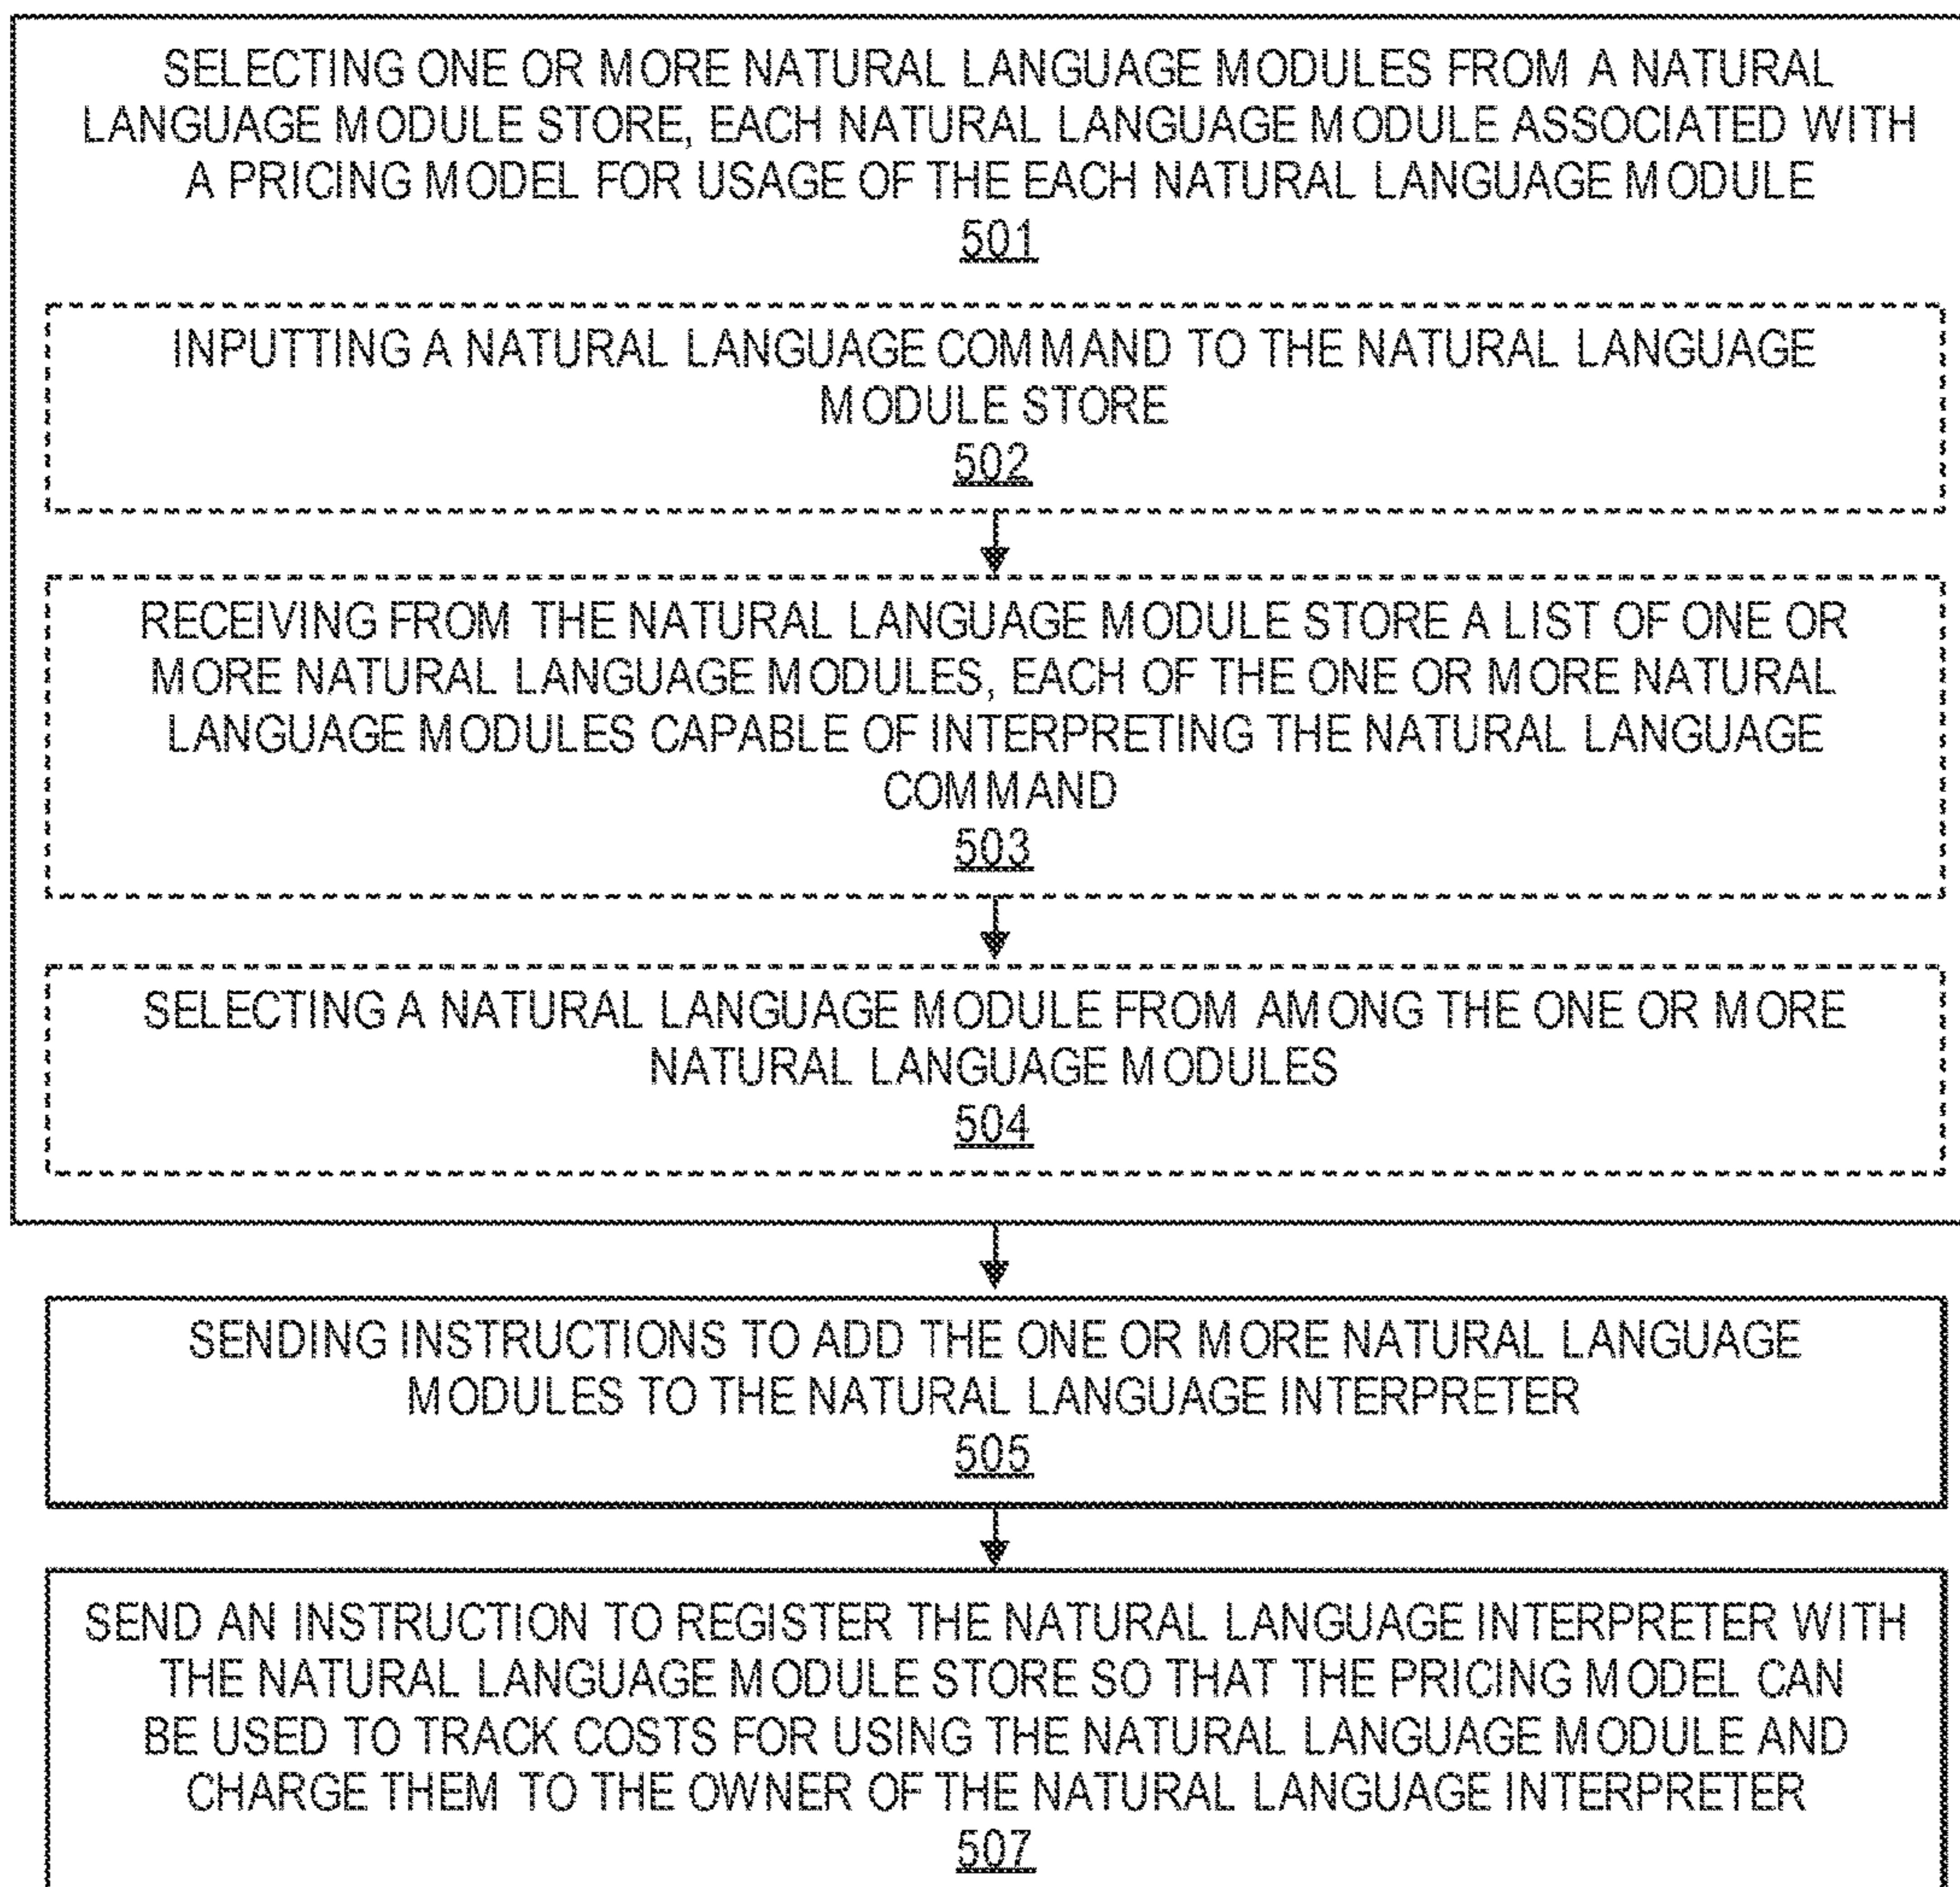 SELECTING ONE OR MORE NATURAL LANGUAGE MODULES FROM A NATURAL
LANGUAGE MODULE STORE, EACH NATURAL LANGUAGE MODULE ASSOCIATED WITH
A PRICING MODEL FOR USAGE OF THE EACH NATURAL LANGUAGE MODULE
501
INPUTTING A NATURAL LANGUAGE COMMAND TO THE NATURAL LANGUAGE
MODULE STORE
502
RECEIVING FROM THE NATURAL LANGUAGE MODULE STORE A LIST OF ONE OR
MORE NATURAL LANGUAGE MODULES, EACH OF THE ONE OR MORE NATURAL
LANGUAGE MODULES CAPABLE OF INTERPRETING THE NATURAL LANGUAGE
COMMAND
503
SELECTING A NATURAL LANGUAGE MODULE FROM AMONG THE ONE OR MORE
NATURAL LANGUAGE MODULES
504
SENDING INSTRUCTIONS TO ADD THE ONE OR MORE NATURAL LANGUAGE
MODULES TO THE NATURAL LANGUAGE INTERPRETER
505
SEND AN INSTRUCTION TO REGISTER THE NATURAL LANGUAGE INTERPRETER WITH
THE NATURAL LANGUAGE MODULE STORE SO THAT THE PRICING MODEL CAN
BE USED TO TRACK COSTS FOR USING THE NATURAL LANGUAGE MODULE AND
CHARGE THEM TO THE OWNER OF THE NATURAL LANGUAGE INTERPRETER
507